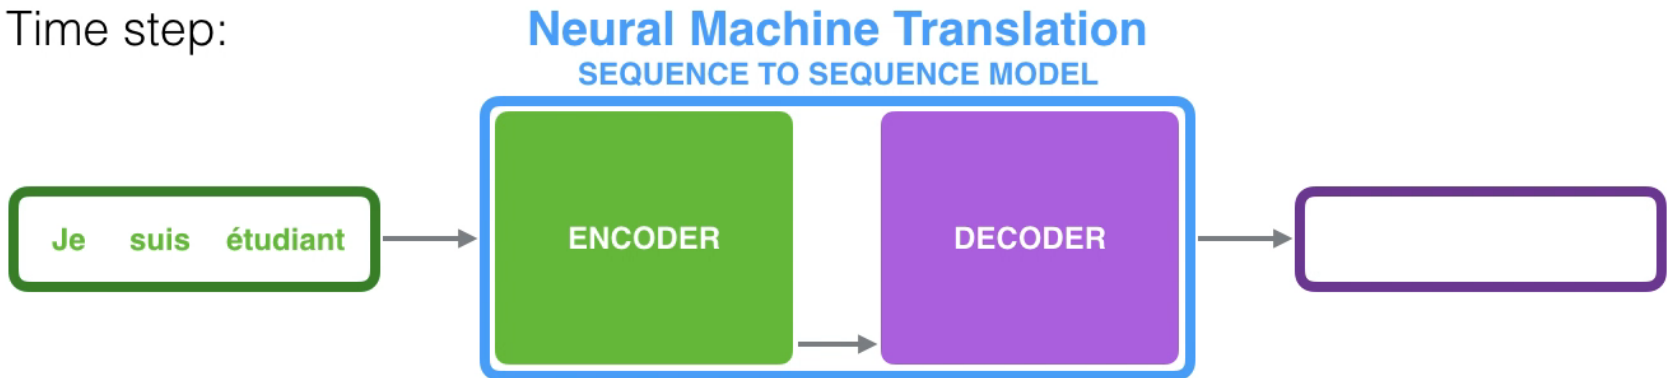 Time step:
Neural Machine Translation
SEQUENCE TO SEQUENCE MODEL
Je suis étudiant
ENCODER
DECODER